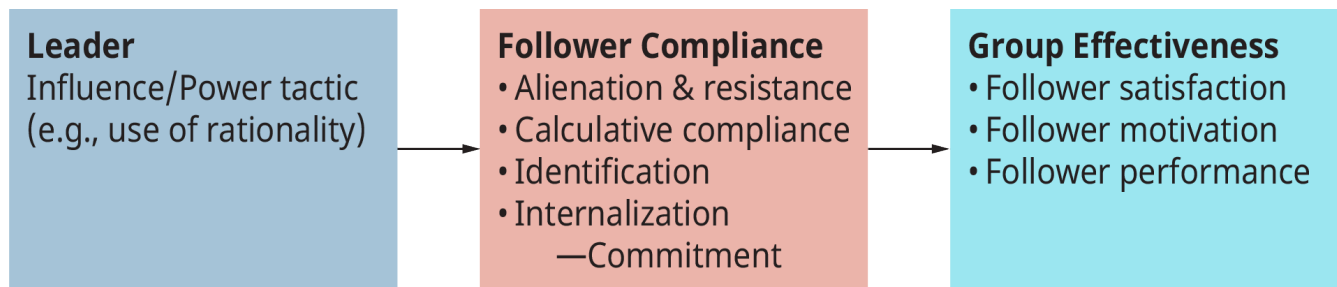 Leader
Influence/Power tactic
(e.g., use of rationality)
Follower Compliance
• Alienation & resistance
• Calculative compliance
• Identification
• Internalization
—Commitment
Group Effectiveness
• Follower satisfaction
• Follower motivation
• Follower performance